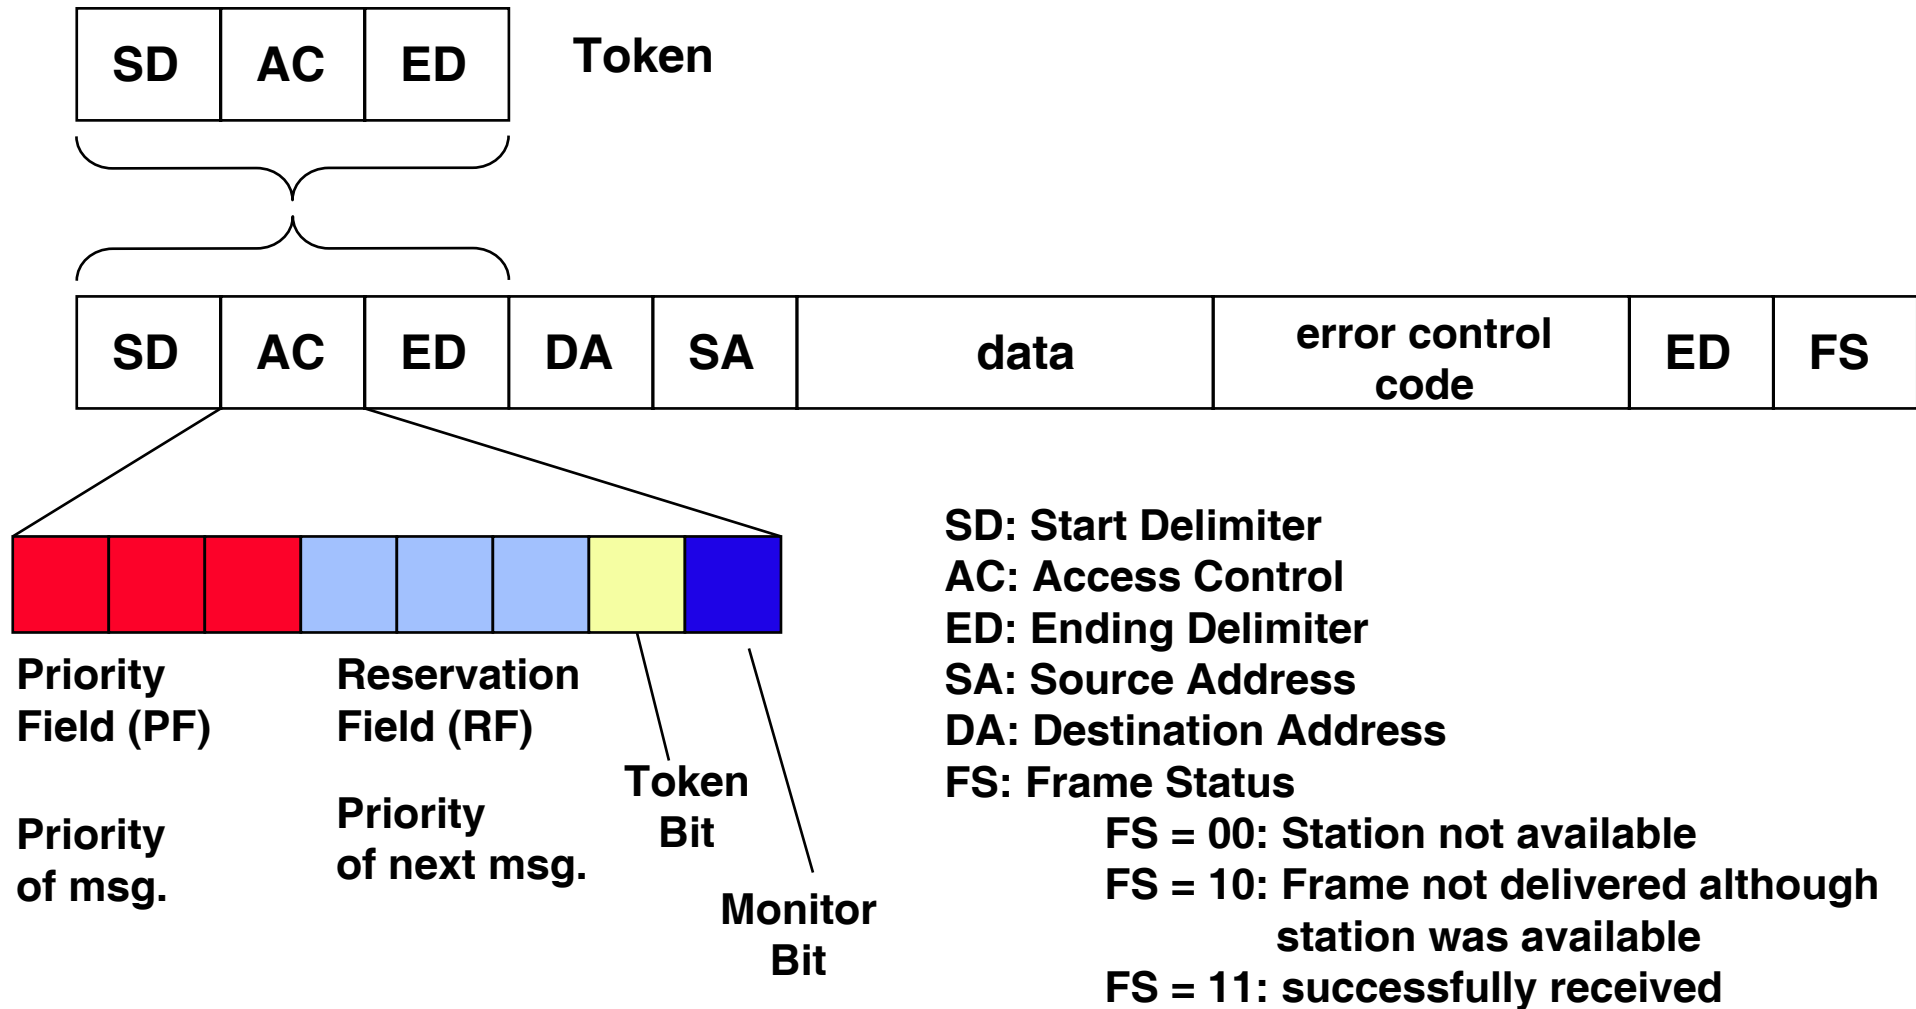 SD AC ED Token
SD AC ED DA SA data error control ED FS
code
SD: Start Delimiter
AC: Access Control
ED: Ending Delimiter
SA: Source Address
DA: Destination Address
FS: Frame Status
FS = 00: Station not available
FS = 10: Frame not delivered although
station was available
FS = 11: successfully received
Priority
Field (PF)
Priority
of msg.
Reservation
Field (RF)
Priority
of next msg.
Token
Bit
Monitor
Bit